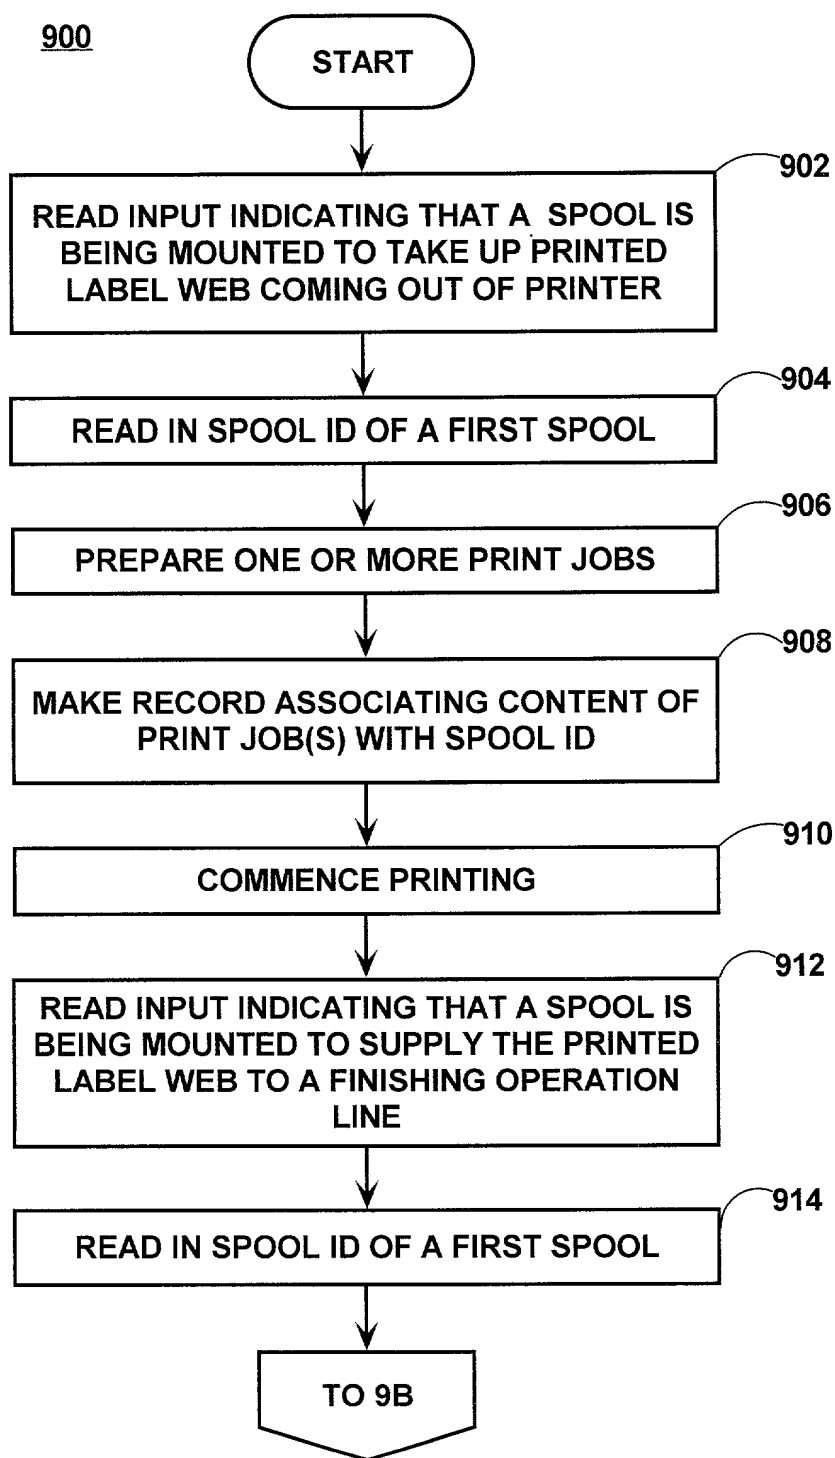 900
START
902
READ INPUT INDICATING THAT A SPOOL IS
BEING MOUNTED TO TAKE UP PRINTED
LABEL WEB COMING OUT OF PRINTER
904
READ IN SPOOL ID OF A FIRST SPOOL
906
PREPARE ONE OR MORE PRINT JOBS
908
MAKE RECORD ASSOCIATING CONTENT OF
PRINT JOB(S) WITH SPOOL ID
910
COMMENCE PRINTING
912
READ INPUT INDICATING THAT A SPOOL IS
BEING MOUNTED TO SUPPLY THE PRINTED
LABEL WEB TO A FINISHING OPERATION
LINE
914
READ IN SPOOL ID OF A FIRST SPOOL
TO 9B